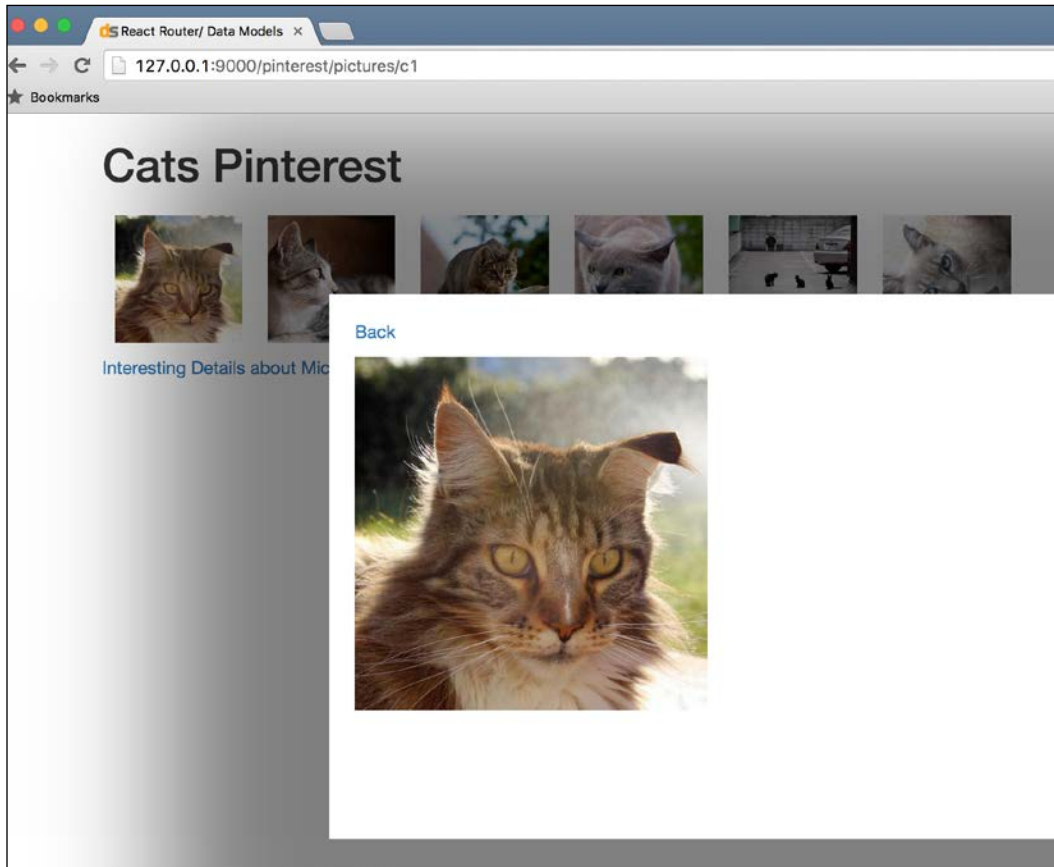 ds React Router/ Data Models ×
127.0.0.1:9000/pinterest/pictures/c1
Bookmarks
Cats Pinterest
Back
Interesting Details about Mic